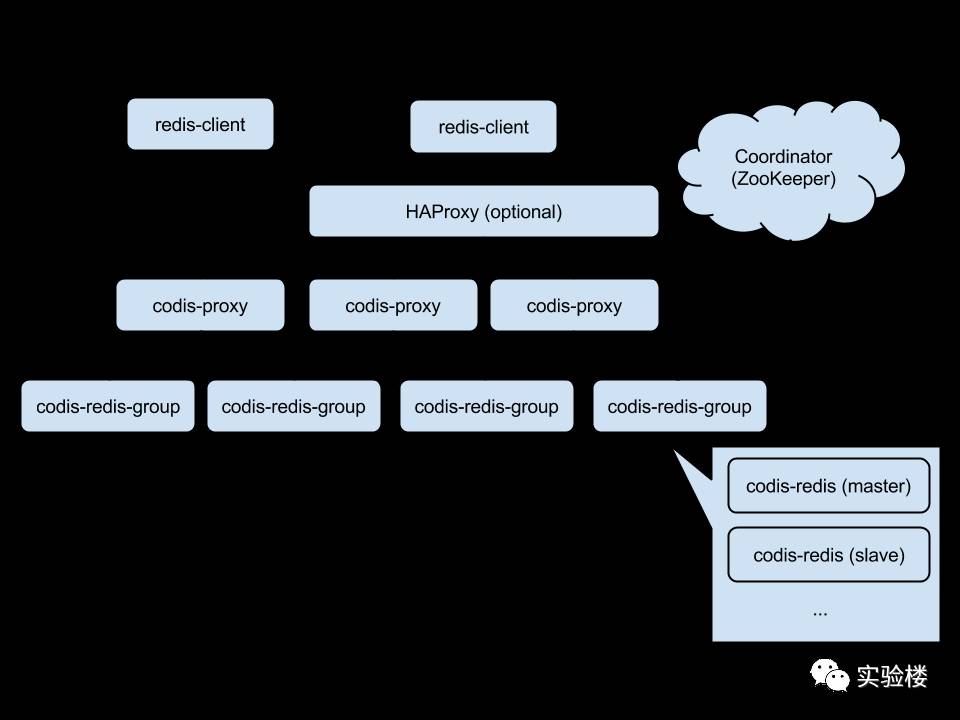 redis-client
redis-client
Coordinator
(ZooKeeper)
HAProxy (optional)
codis-proxy
codis-proxy
codis-proxy
codis-redis-group
codis-redis-group
codis-redis-group
codis-redis-group
codis-redis (master)
codis-redis (slave)
...
实验楼